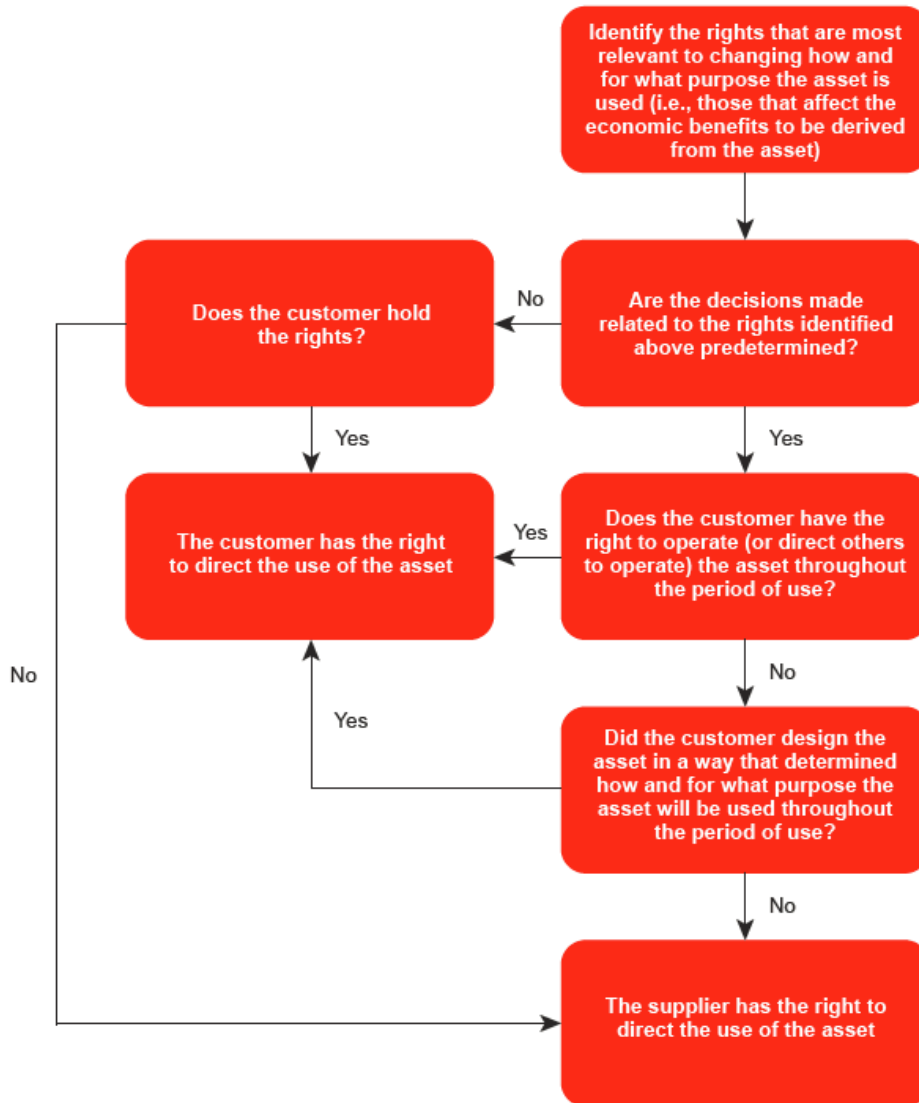 Identify the rights that are most
relevant to changing how and
for what purpose the asset is
used (i.e., those that affect the
economic benefits to be derived
from the asset)
Are the decisions made
related to the rights identified
above predetermined?
No
Does the customer hold
the rights?
Yes
Yes
The customer has the right
to direct the use of the asset
Yes
Does the customer have the
right to operate (or direct others
to operate) the asset throughout
the period of use?
No
No
Yes
Did the customer design the
asset in a way that determined
how and for what purpose the
asset will be used throughout
the period of use?
No
The supplier has the right to
direct the use of the asset